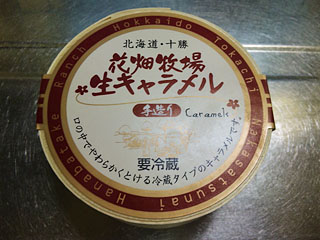 北海道・十勝
花畑牧場
生キャラメル
手造り
Caramels
口の中でやわらかくとける冷蔵タイプのキャラメルです。
要冷蔵
Hanabatake Ranch Hokkaido Tokachi Nakasatsunai